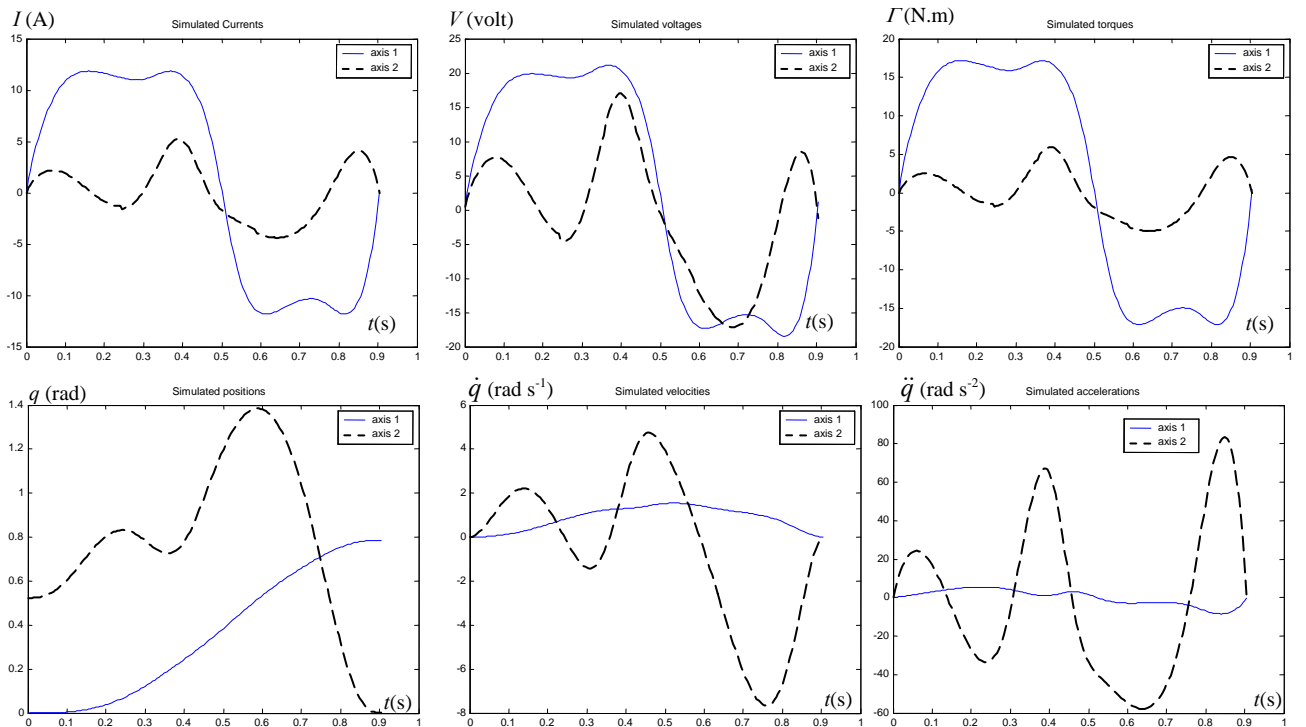 I (A)
Simulated Currents
15
10
5
0
-5
-10
-15
0 0.1 0.2 0.3 0.4 0.5 0.6 0.7 0.8 0.9 1
axis 1
axis 2
t(s)
V (volt)
Simulated voltages
25
20
15
10
5
0
-5
-10
-15
-20
0 0.1 0.2 0.3 0.4 0.5 0.6 0.7 0.8 0.9 1
axis 1
axis 2
t(s)
Γ (N.m)
Simulated torques
20
15
10
5
0
-5
-10
-15
-20
0 0.1 0.2 0.3 0.4 0.5 0.6 0.7 0.8 0.9 1
axis 1
axis 2
t(s)
q (rad)
Simulated positions
1.4
1.2
1
0.8
0.6
0.4
0.2
0
0 0.1 0.2 0.3 0.4 0.5 0.6 0.7 0.8 0.9 1
axis 1
axis 2
t(s)
q̇ (rad s-1)
Simulated velocities
6
4
2
0
-2
-4
-6
-8
0 0.1 0.2 0.3 0.4 0.5 0.6 0.7 0.8 0.9 1
axis 1
axis 2
t(s)
q̈ (rad s-2)
Simulated accelerations
100
80
60
40
20
0
-20
-40
-60
0 0.1 0.2 0.3 0.4 0.5 0.6 0.7 0.8 0.9 1
axis 1
axis 2
t(s)